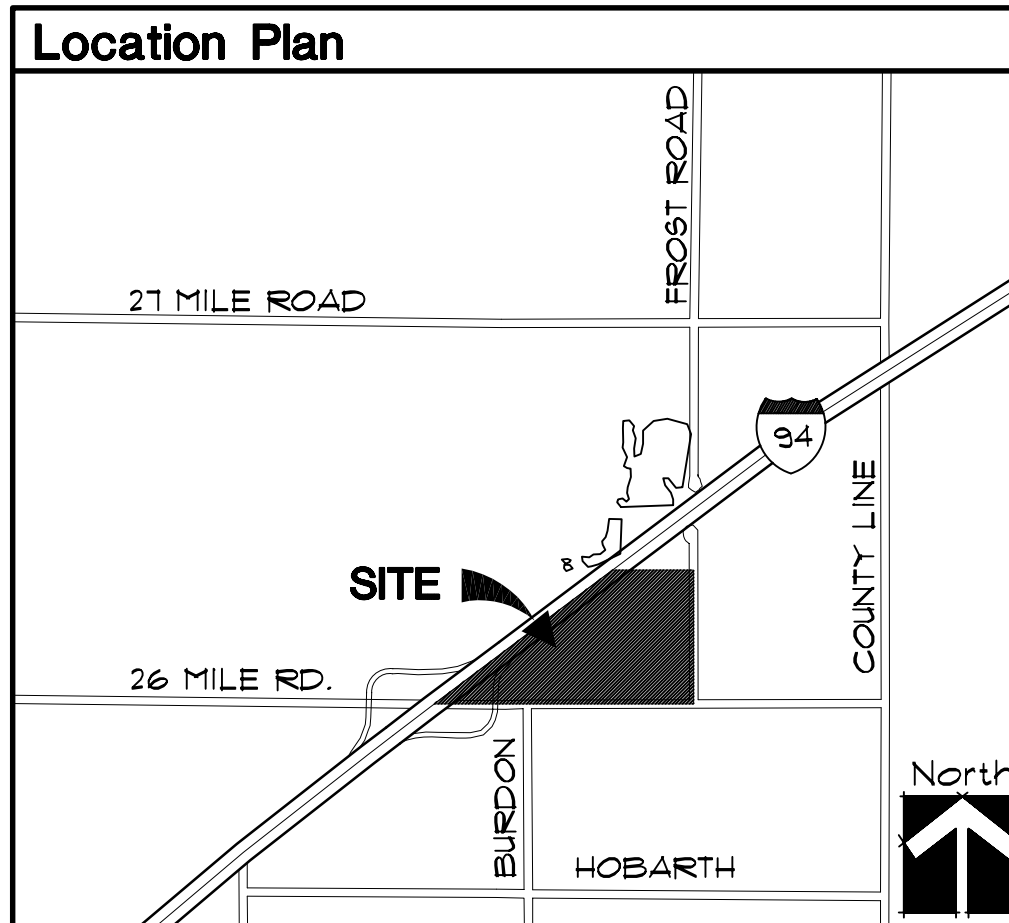 Location Plan
FROST ROAD
27 MILE ROAD
94
COUNTY LINE
8
SITE
26 MILE RD.
BURDON
North
HOBARTH